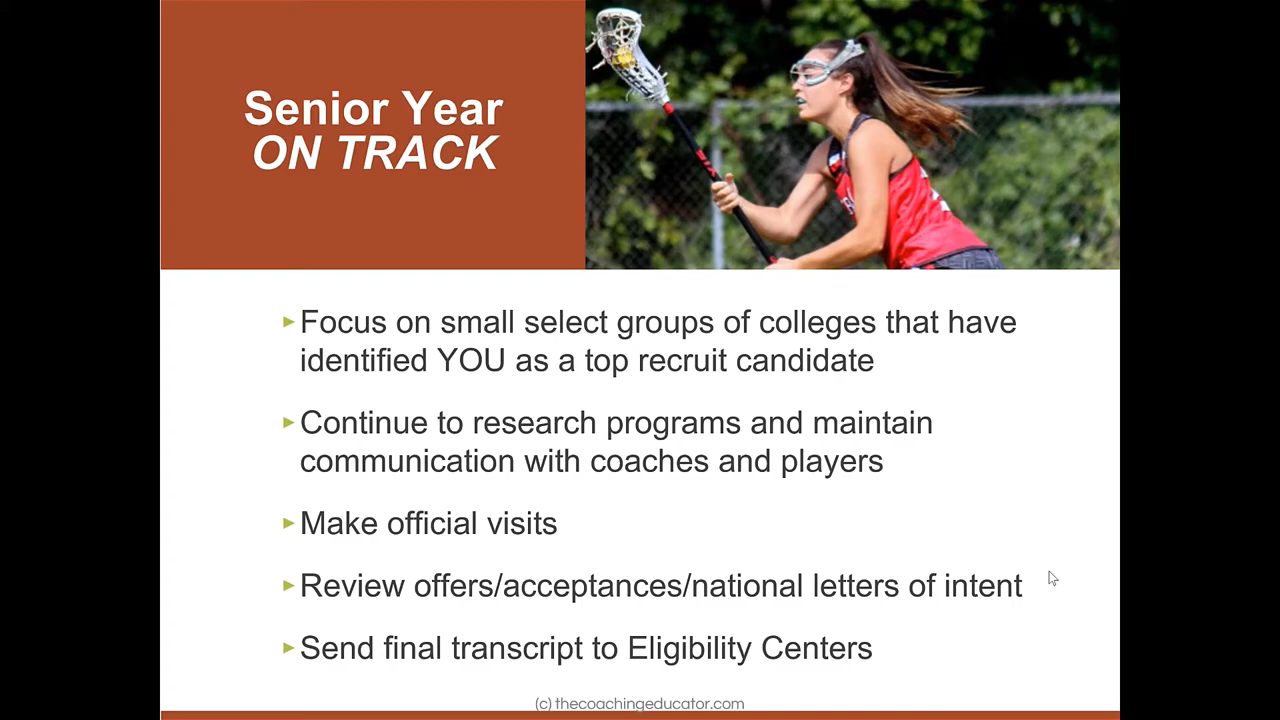 Senior Year
ON TRACK
Focus on small select groups of colleges that have
identified YOU as a top recruit candidate
Continue to research programs and maintain
communication with coaches and players
Make official visits
Review offers/acceptances/national letters of intent
Send final transcript to Eligibility Centers
(c) thecoachingeducator.com